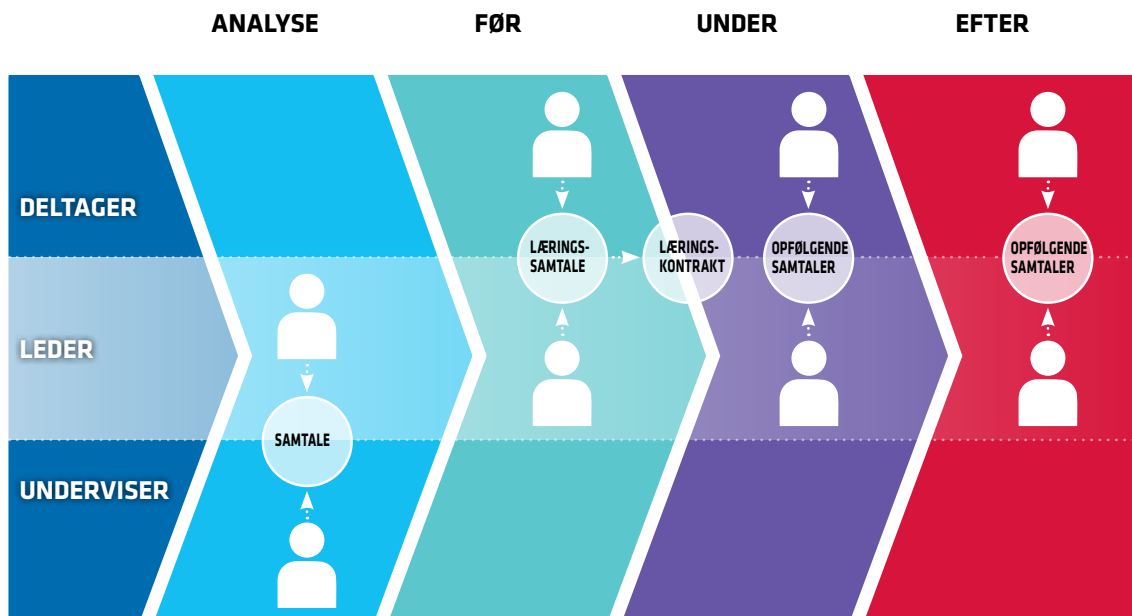 ANALYSE FØR UNDER EFTER
DELTAGER
LÆRINGS-
SAMTALE
LÆRINGS-
KONTRAKT
OPFØLGENDE
SAMTALER
OPFØLGENDE
SAMTALER
LEDER
SAMTALE
UNDERVISER